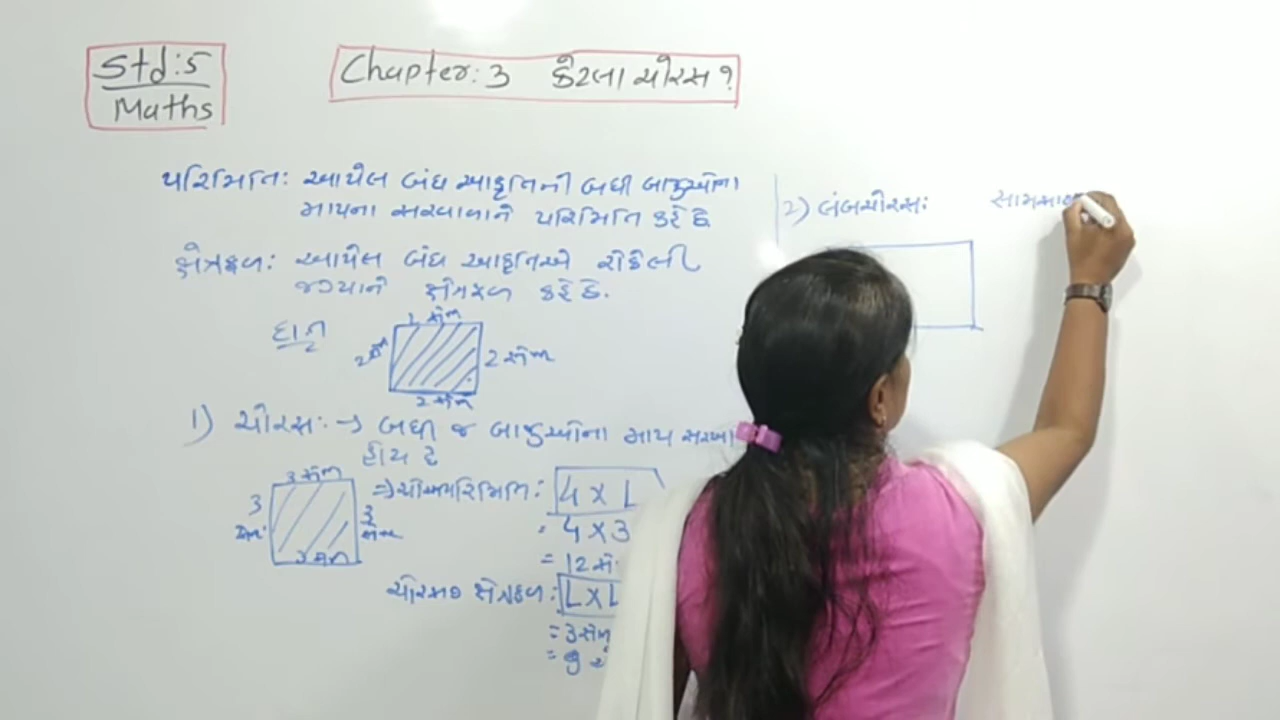 Std:5
Maths
Chapter: 3 કેટલા ચોરસ ?
પરિમિતિ: આપેલ બંધ આકૃતિની બધી બાજુઓના
માપના સરવાળાને પરિમિતિ કહે છે
ક્ષેત્રફળ: આપેલ બંધ આકૃતિએ રોકેલી
જગ્યાને ક્ષેત્રફળ કહે છે.
2 સેમી
2 સેમી
2 સેમી
1) ચોરસ: → બધી જ બાજુઓના માપ સરખા
હોય છે
3 સેમી
3
3
સેમી
3 સેમી
⇒ ચોરસપરિમિતિ: 4 X L
= 4 X 3
= 12 સે
ચોરસનું ક્ષેત્રફળ: L X L
= 3 સેમી
= 9 ચો
2) લંબચોરસ: સામસામે